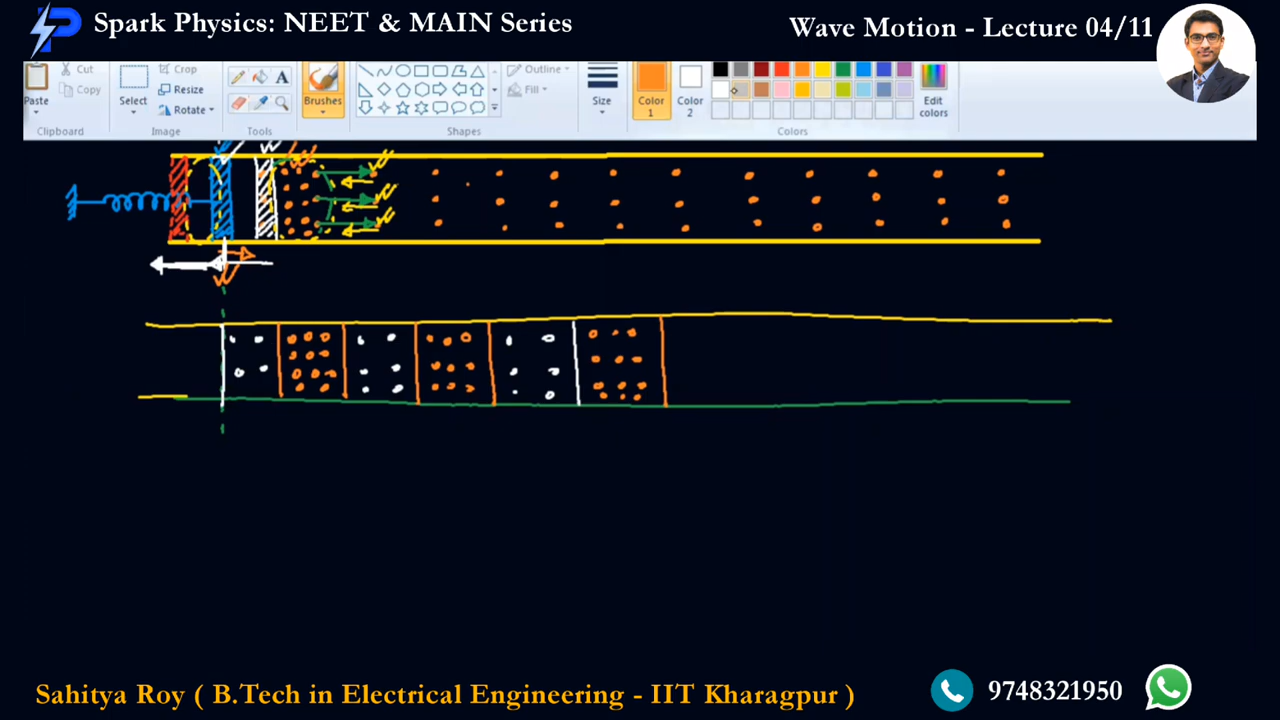 Spark Physics: NEET & MAIN Series
Wave Motion - Lecture 04/11
Cut
Crop
Outline
Copy
Resize
Fill
Paste
Select
Rotate
A
Brushes
Size
Color 1
Color 2
Edit colors
Clipboard
Image
Tools
Shapes
Colors
Sahitya Roy ( B.Tech in Electrical Engineering - IIT Kharagpur )
9748321950